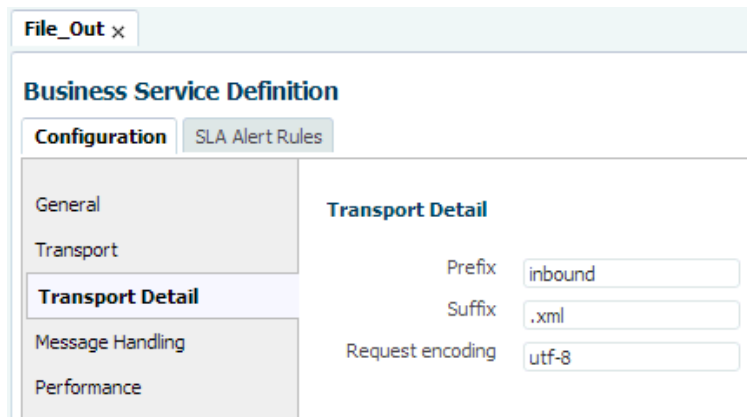 File_Out ×
Business Service Definition
Configuration SLA Alert Rules
General
Transport
Transport Detail
Message Handling
Performance
Transport Detail
Prefix inbound
Suffix .xml
Request encoding utf-8